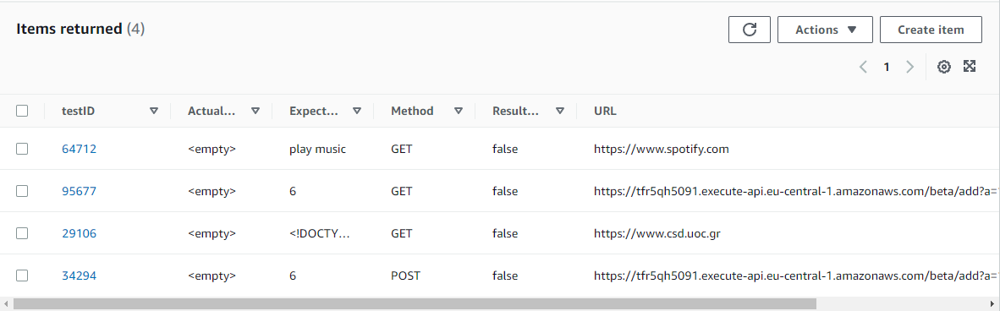 Items returned (4)
Actions
Create item
1
testID Actual... Expect... Method Result... URL
64712 <empty> play music GET false https://www.spotify.com
95677 <empty> 6 GET false https://tfr5qh5091.execute-api.eu-central-1.amazonaws.com/beta/add?a=
29106 <empty> <!DOCTY... GET false https://www.csd.uoc.gr
34294 <empty> 6 POST false https://tfr5qh5091.execute-api.eu-central-1.amazonaws.com/beta/add?a=